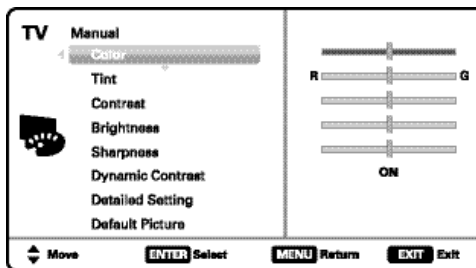 TV Manual
Color
Tint R G
Contrast
Brightness
Sharpness
Dynamic Contrast ON
Detailed Setting
Default Picture
Move ENTER Select MENU Return EXIT Exit